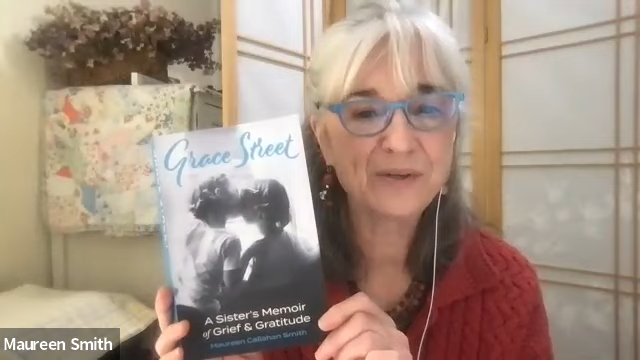 Grace Street
A Sister's Memoir
of Grief & Gratitude
Maureen Callahan Smith
Maureen Smith